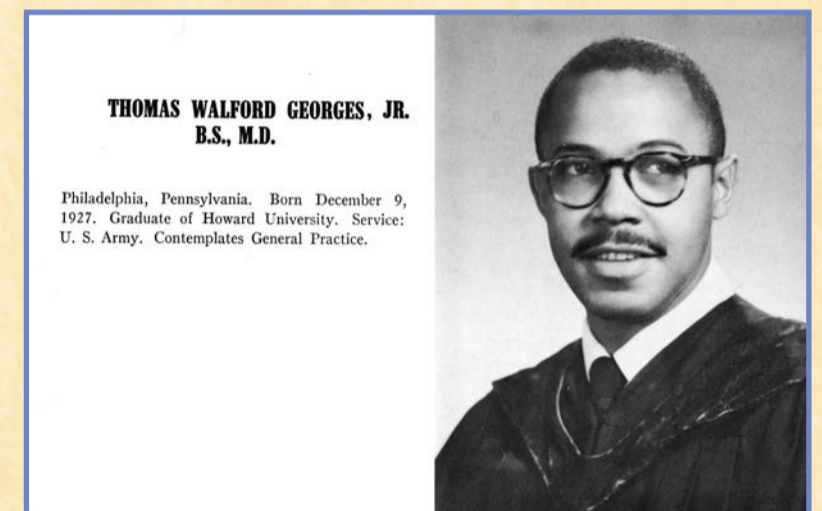 THOMAS WALFORD GEORGES, JR.
B.S., M.D.
Philadelphia, Pennsylvania. Born December 9,
1927. Graduate of Howard University. Service:
U. S. Army. Contemplates General Practice.